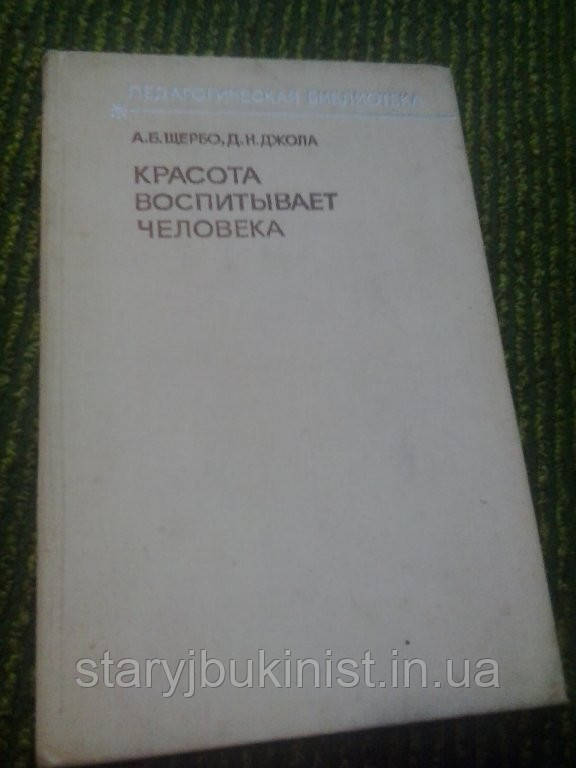 ПЕДАГОГИЧЕСКАЯ БИБЛИОТЕКА
А.Б.ЩЕРБО, Д.Н.ДЖОЛА
КРАСОТА
ВОСПИТЫВАЕТ
ЧЕЛОВЕКА
staryjbukinist.in.ua